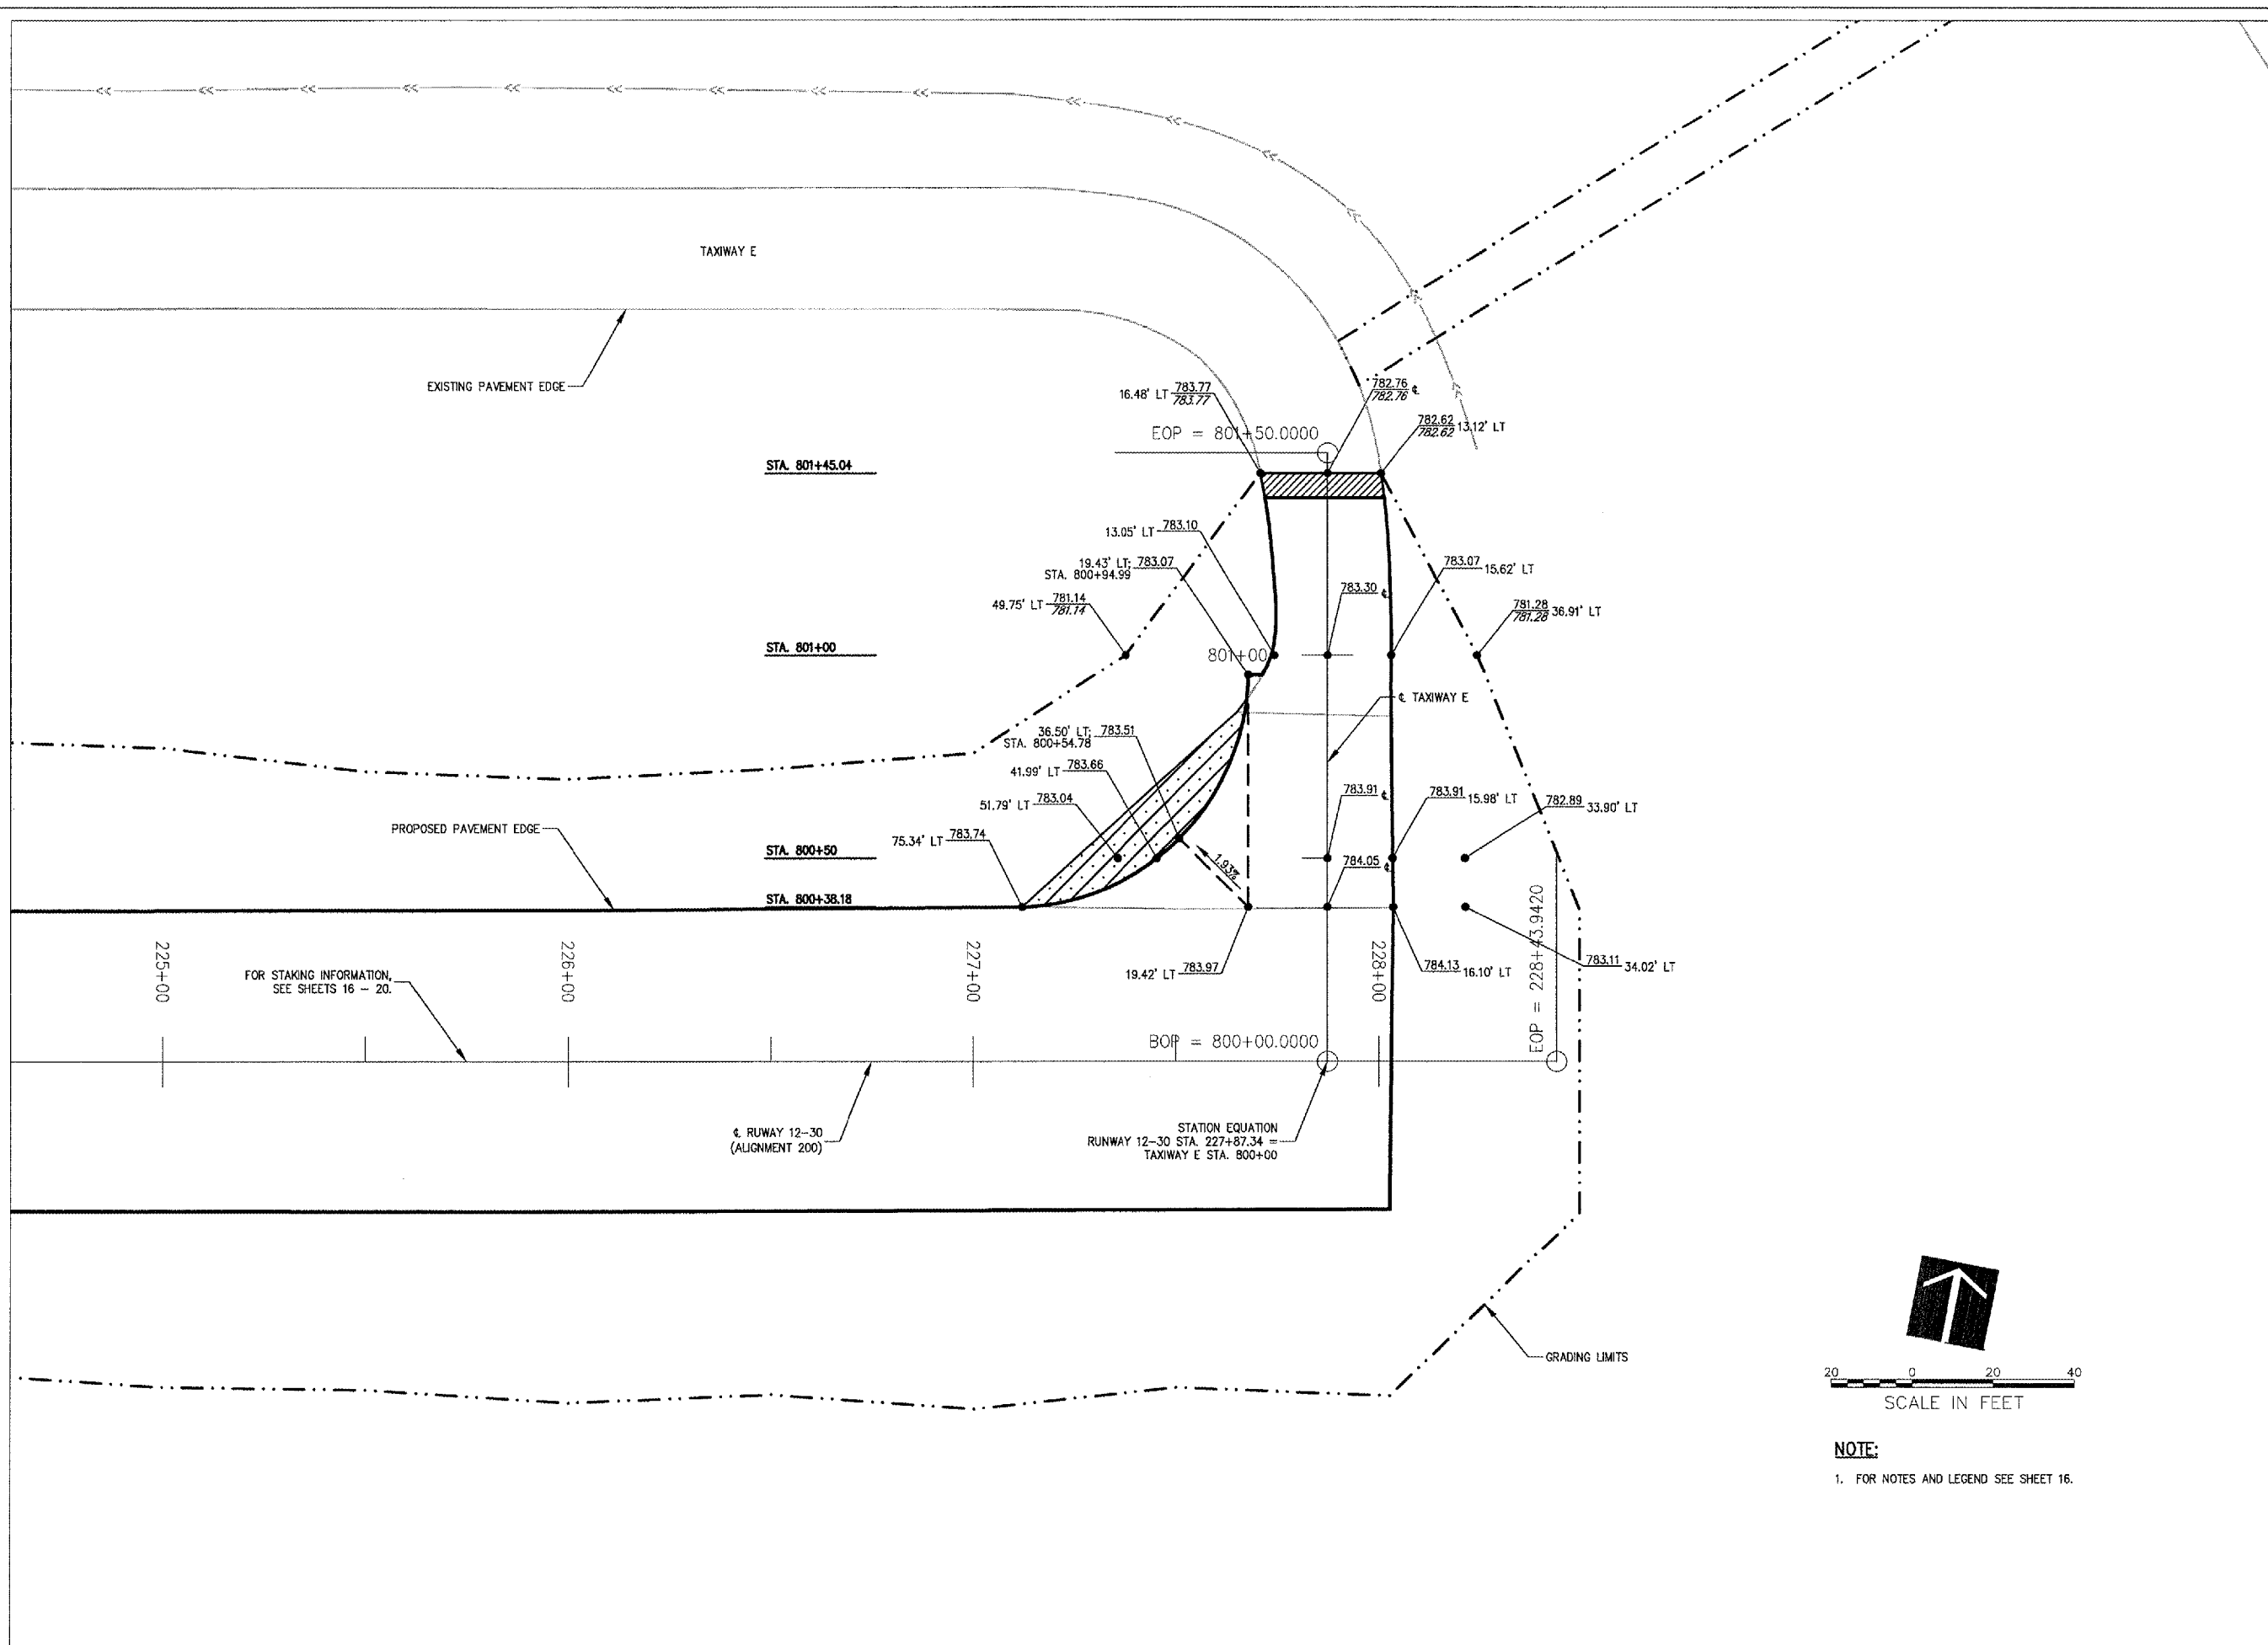 TAXIWAY E
EXISTING PAVEMENT EDGE
16.48' LT 783.77
783.77
782.76 ℄
782.76
782.62 13.12' LT
782.62
EOP = 801+50.0000
STA. 801+45.04
13.05' LT 783.10
19.43' LT; 783.07
STA. 800+94.99
783.07 15.62' LT
783.30 ℄
49.75' LT 781.14
781.14
781.28 36.91' LT
781.28
STA. 801+00
801+00
℄ TAXIWAY E
36.50' LT; 783.51
STA. 800+54.78
41.99' LT 783.66
51.79' LT 783.04
783.91 ℄
783.91 15.98' LT
782.89 33.90' LT
PROPOSED PAVEMENT EDGE
75.34' LT 783.74
STA. 800+50
1.93%
784.05 ℄
STA. 800+38.18
225+00
226+00
227+00
228+00
EOP = 228+43.9420
FOR STAKING INFORMATION,
SEE SHEETS 16 - 20.
19.42' LT 783.97
784.13 16.10' LT
783.11 34.02' LT
BOP = 800+00.0000
℄ RUWAY 12-30
(ALIGNMENT 200)
STATION EQUATION
RUNWAY 12-30 STA. 227+87.34 =
TAXIWAY E STA. 800+00
GRADING LIMITS
20 0 20 40
SCALE IN FEET
NOTE:
1. FOR NOTES AND LEGEND SEE SHEET 16.